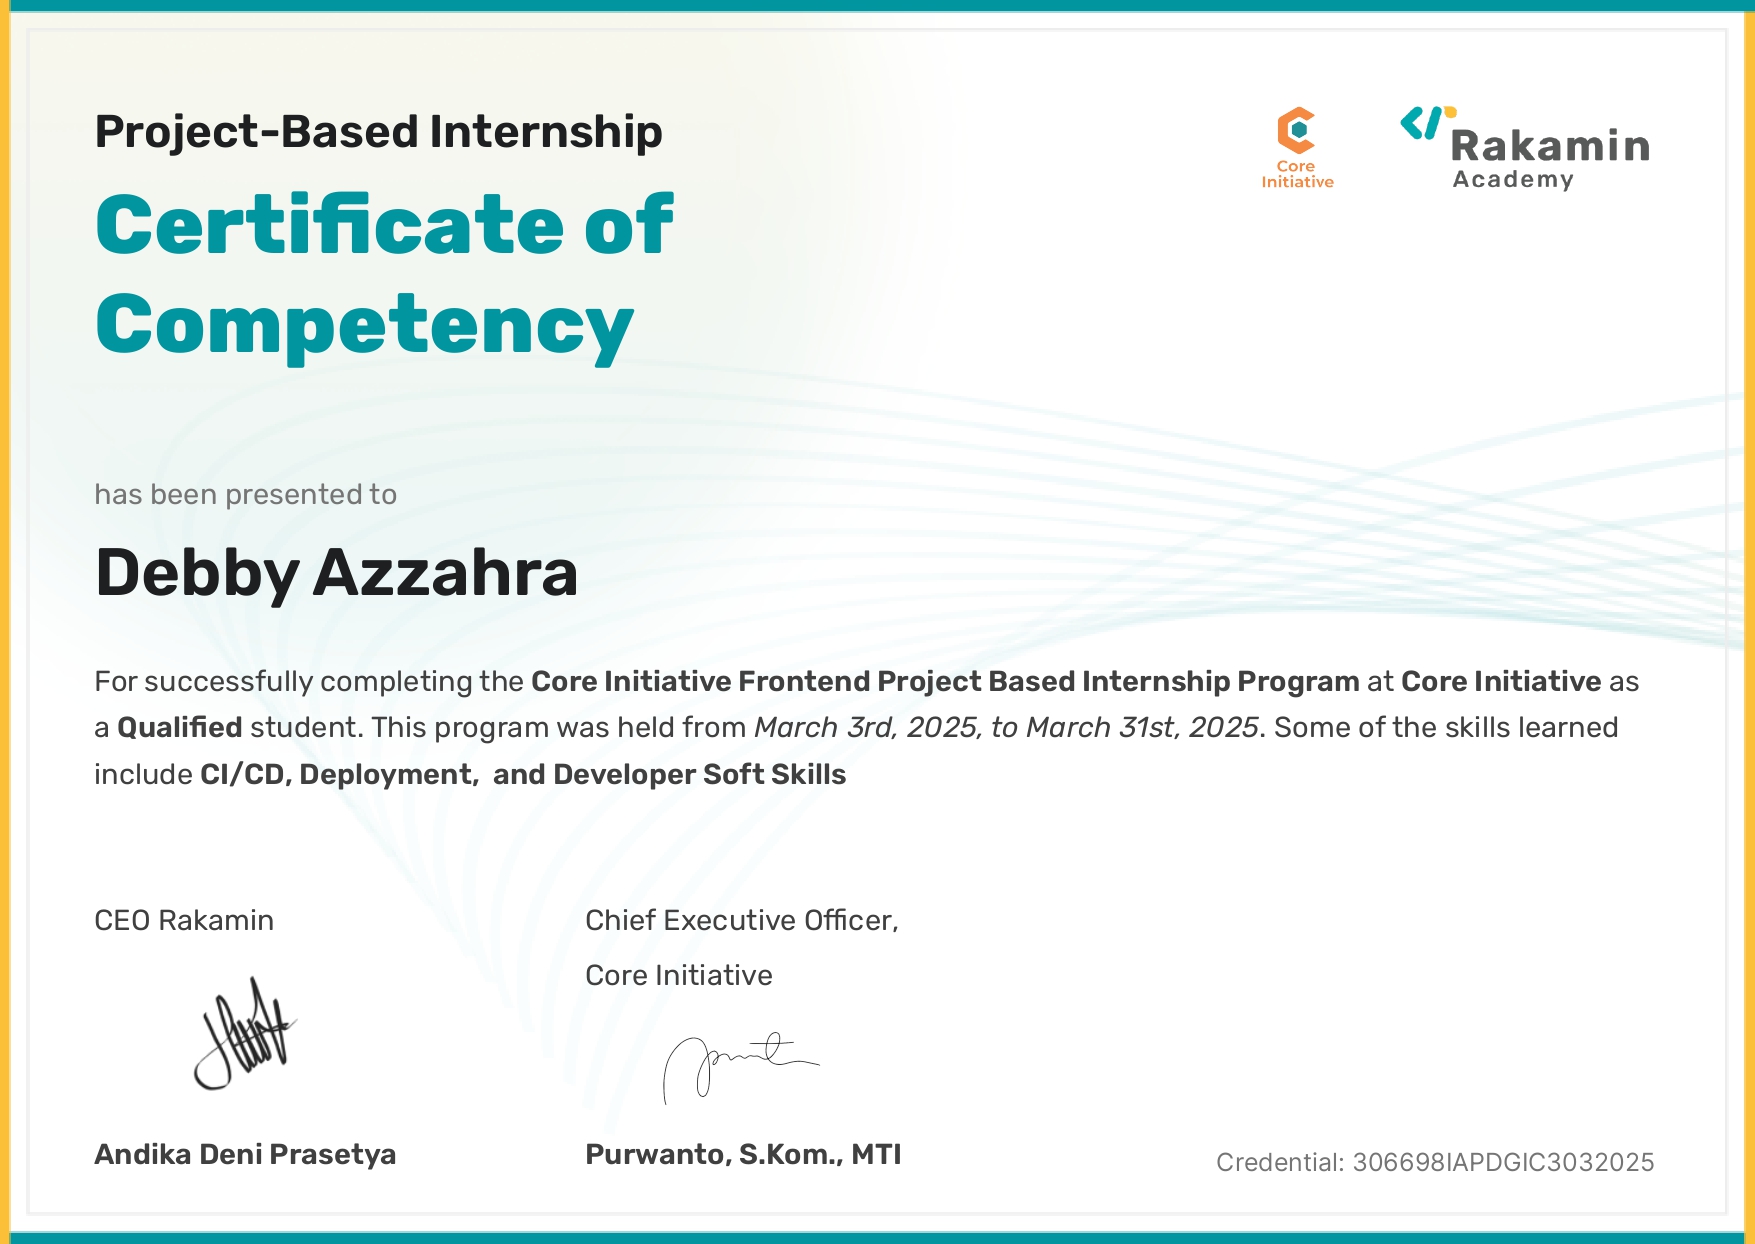 Project-Based Internship
Core
Initiative
Rakamin
Academy
Certificate of
Competency
has been presented to
Debby Azzahra
For successfully completing the Core Initiative Frontend Project Based Internship Program at Core Initiative as
a Qualified student. This program was held from March 3rd, 2025, to March 31st, 2025. Some of the skills learned
include CI/CD, Deployment,  and Developer Soft Skills
CEO Rakamin
Chief Executive Officer,
Core Initiative
Andika Deni Prasetya
Purwanto, S.Kom., MTI
Credential: 306698IAPDGIC3032025